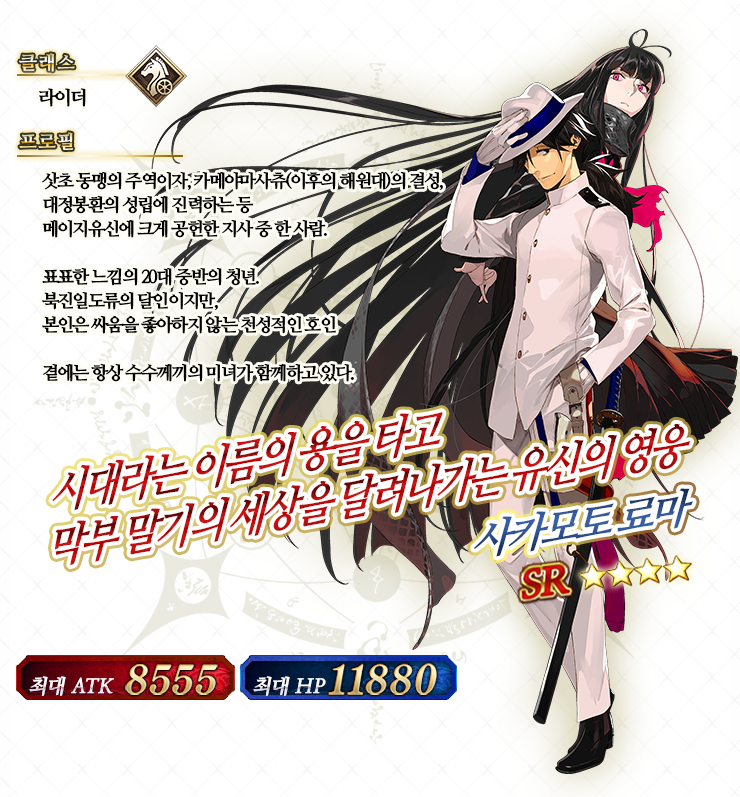 클래스
라이더
프로필
삿초 동맹의 주역이자, 카메야마사츄(이후의 해원대)의 결성,
대정봉환의 성립에 진력하는 등
메이지유신에 크게 공헌한 지사 중 한 사람.
표표한 느낌의 20대 중반의 청년.
북진일도류의 달인이지만,
본인은 싸움을 좋아하지 않는 천성적인 호인
곁에는 항상 수수께끼의 미녀가 함께하고 있다.
시대라는 이름의 용을 타고
막부 말기의 세상을 달려나가는 유신의 영웅
사카모토 료마
SR
최대 ATK 8555
최대 HP 11880